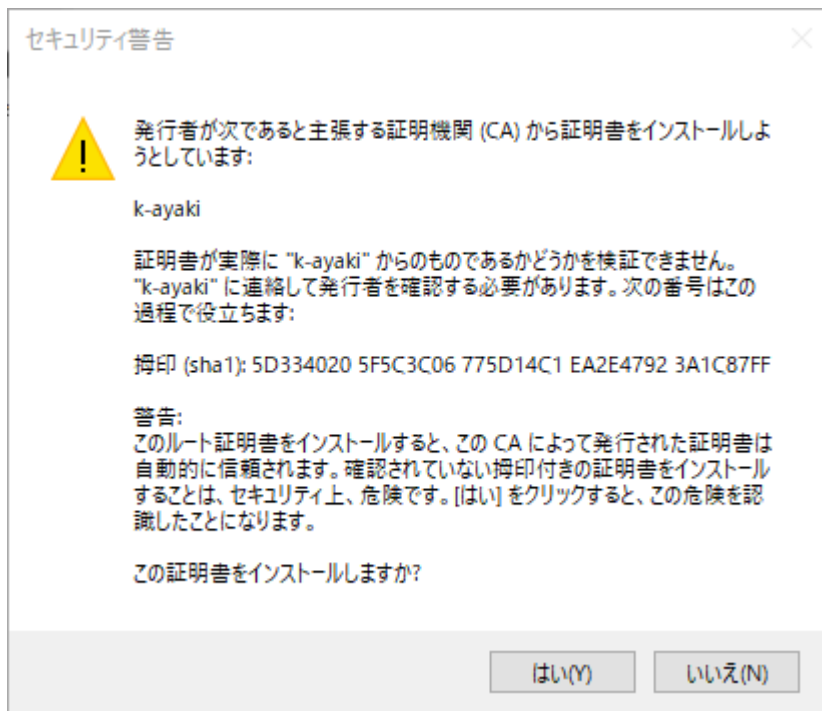 セキュリティ警告
発行者が次であると主張する証明機関 (CA) から証明書をインストールしよ
うとしています:
k-ayaki
証明書が実際に "k-ayaki" からのものであるかどうかを検証できません。
"k-ayaki" に連絡して発行者を確認する必要があります。次の番号はこの
過程で役立ちます:
拇印 (sha1): 5D334020 5F5C3C06 775D14C1 EA2E4792 3A1C87FF
警告:
このルート証明書をインストールすると、この CA によって発行された証明書は
自動的に信頼されます。確認されていない拇印付きの証明書をインストール
することは、セキュリティ上、危険です。[はい] をクリックすると、この危険を認
識したことになります。
この証明書をインストールしますか?
はい(Y)
いいえ(N)